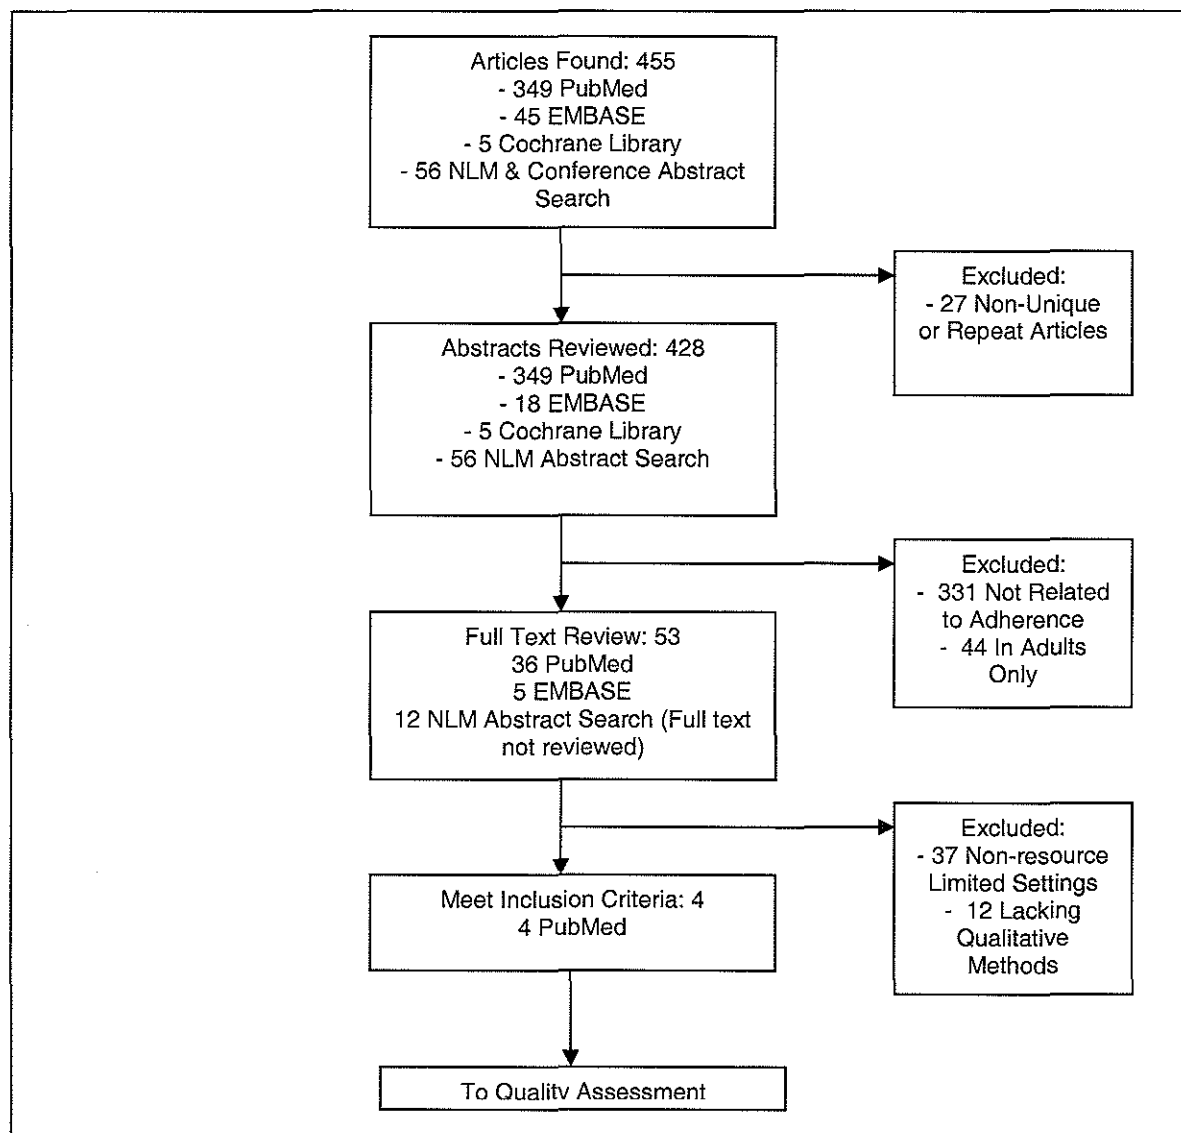 Articles Found: 455
- 349 PubMed
- 45 EMBASE
- 5 Cochrane Library
- 56 NLM & Conference Abstract
Search
Excluded:
- 27 Non-Unique
or Repeat Articles
Abstracts Reviewed: 428
- 349 PubMed
- 18 EMBASE
- 5 Cochrane Library
- 56 NLM Abstract Search
Excluded:
- 331 Not Related
to Adherence
- 44 In Adults
Only
Full Text Review: 53
36 PubMed
5 EMBASE
12 NLM Abstract Search (Full text
not reviewed)
Excluded:
- 37 Non-resource
Limited Settings
- 12 Lacking
Qualitative
Methods
Meet Inclusion Criteria: 4
4 PubMed
To Quality Assessment